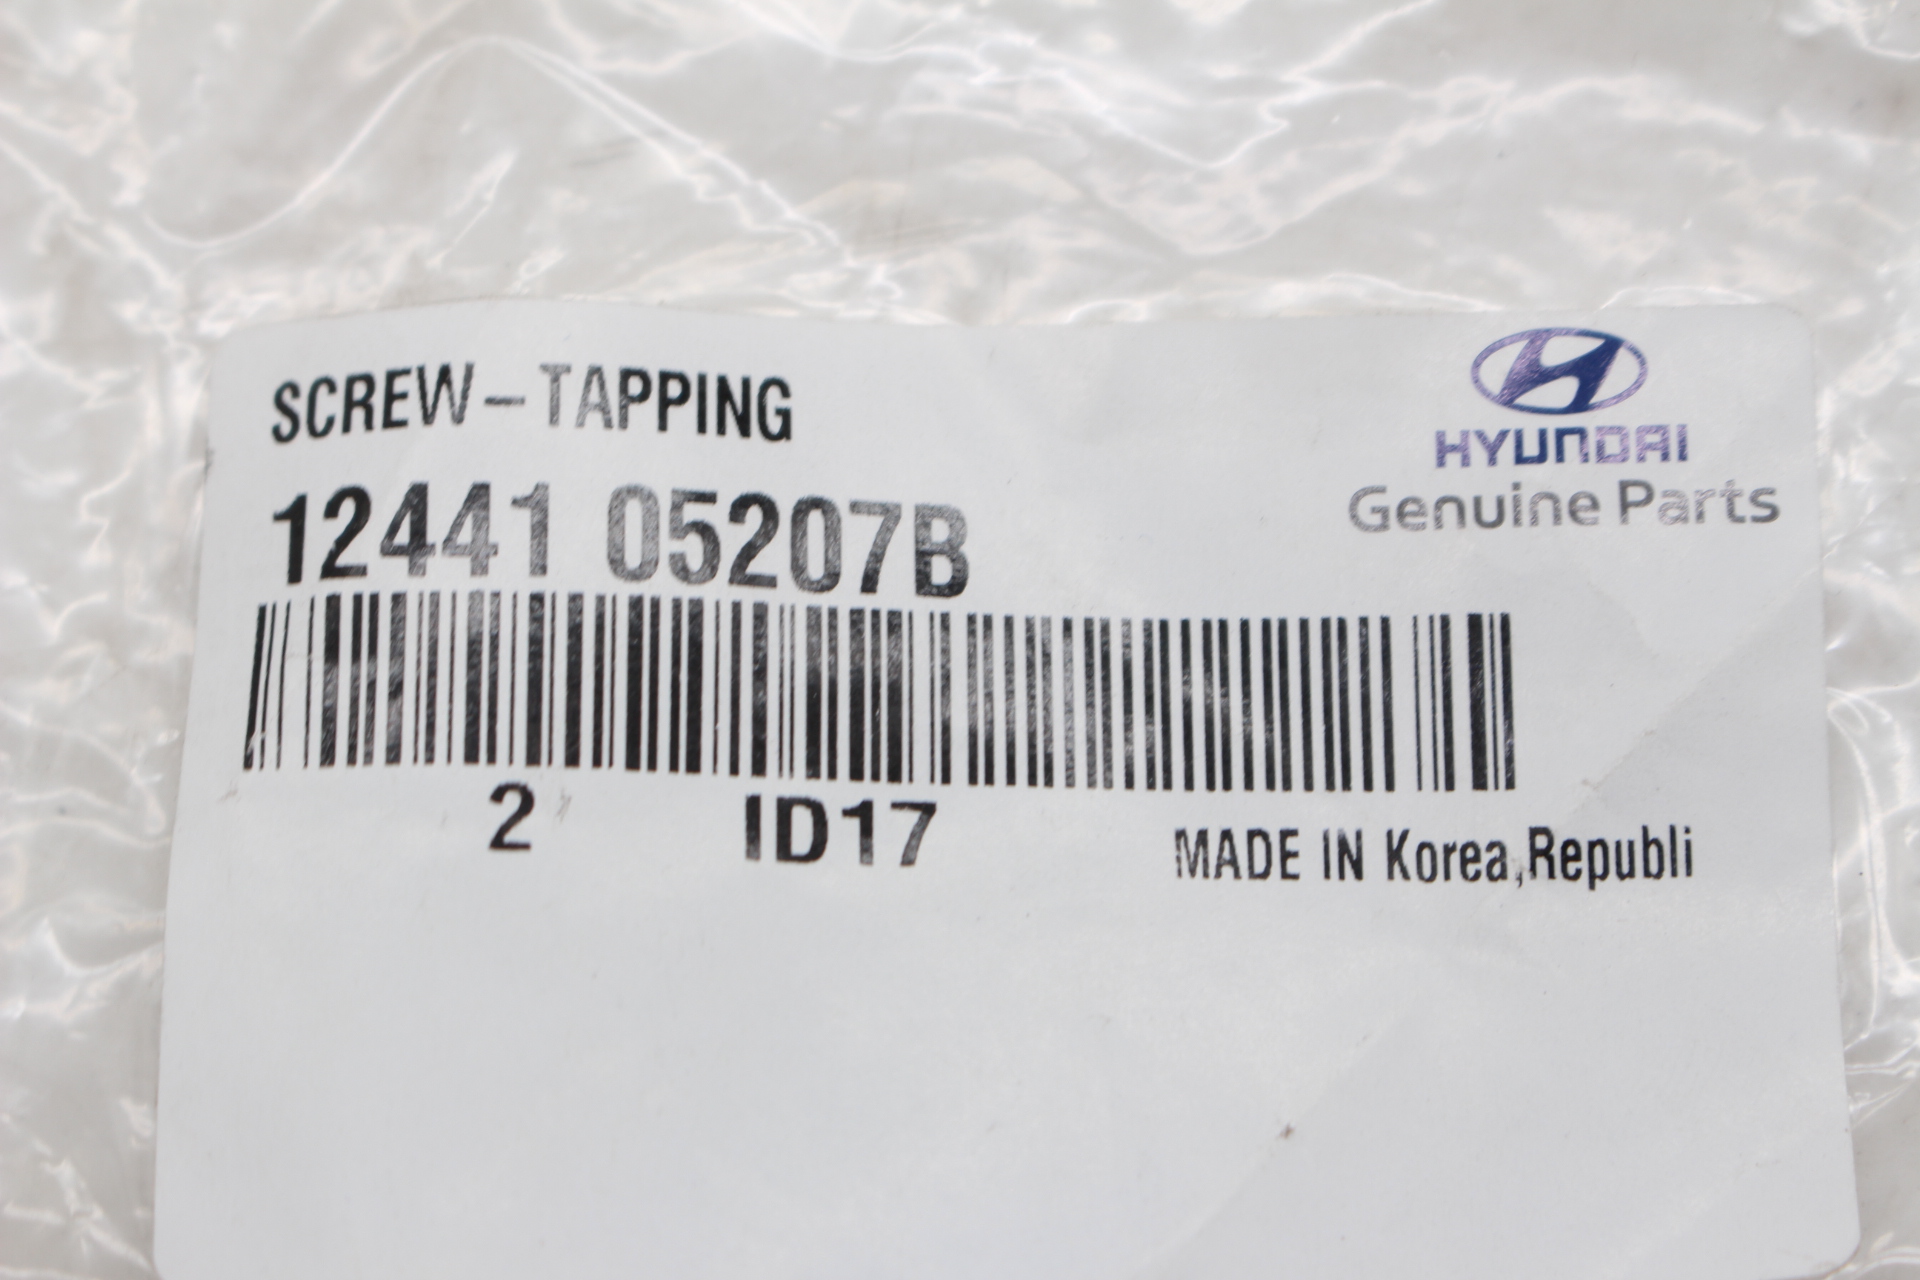 SCREW-TAPPING
HYUNDAI
12441 05207B
Genuine Parts
2 ID17
MADE IN Korea,Republi